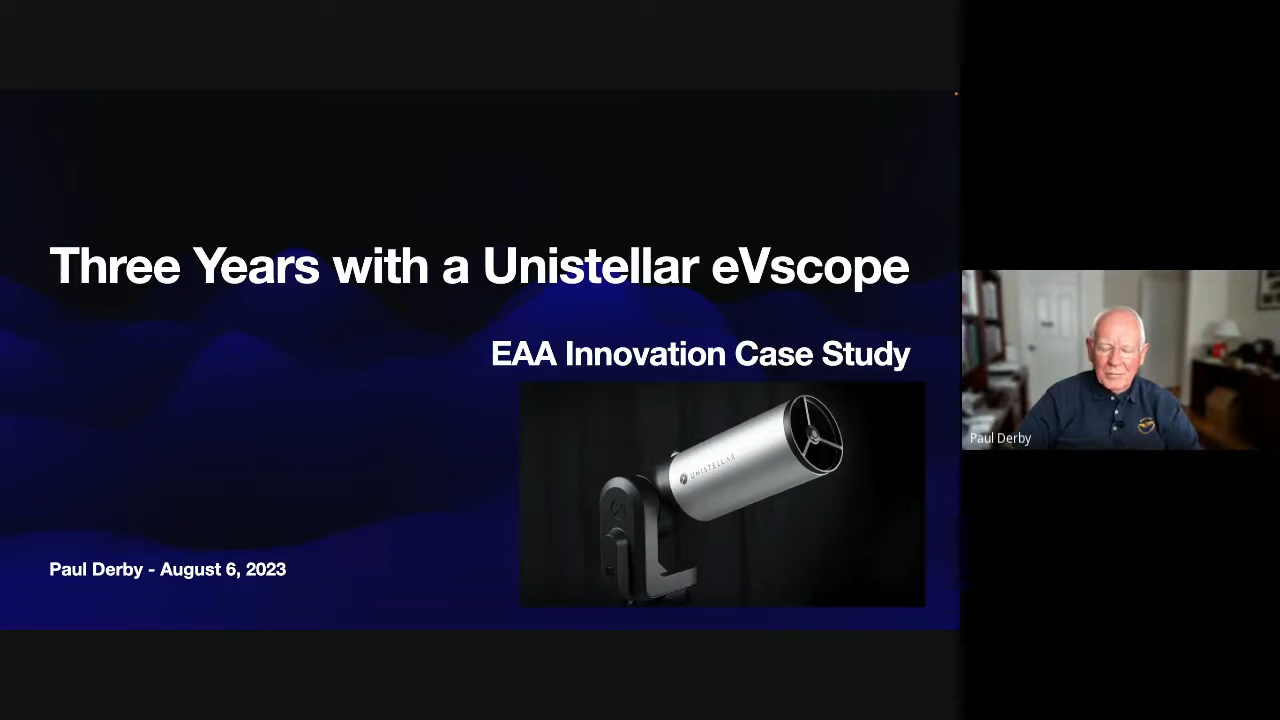 Three Years with a Unistellar eVscope
EAA Innovation Case Study
UNISTELLAR
Paul Derby - August 6, 2023
Paul Derby